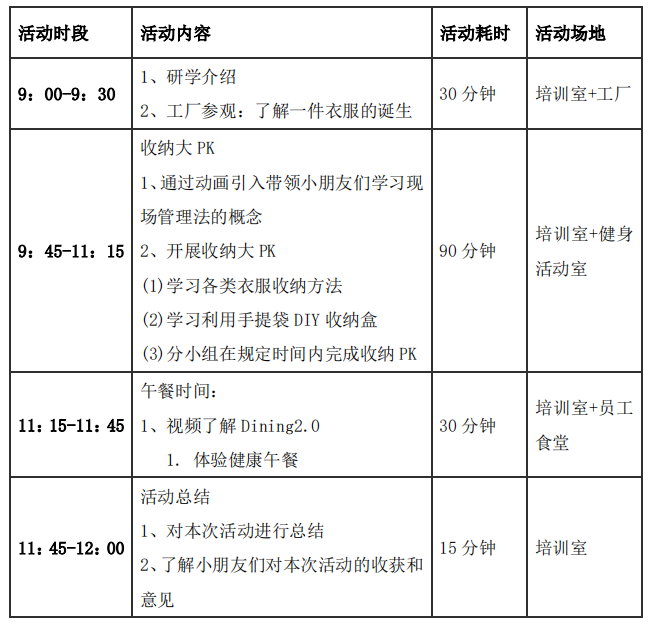 活动时段 活动内容 活动耗时 活动场地
9：00-9：30
1、研学介绍
2、工厂参观：了解一件衣服的诞生
30 分钟
培训室+工厂
9：45-11：15
收纳大 PK
1、通过动画引入带领小朋友们学习现
场管理法的概念
2、开展收纳大 PK
(1)学习各类衣服收纳方法
(2)学习利用手提袋 DIY 收纳盒
(3)分小组在规定时间内完成收纳 PK
90 分钟
培训室+健身
活动室
11：15-11：45
午餐时间：
1、视频了解 Dining2.0
1. 体验健康午餐
30 分钟
培训室+员工
食堂
11：45-12：00
活动总结
1、对本次活动进行总结
2、了解小朋友们对本次活动的收获和
意见
15 分钟
培训室